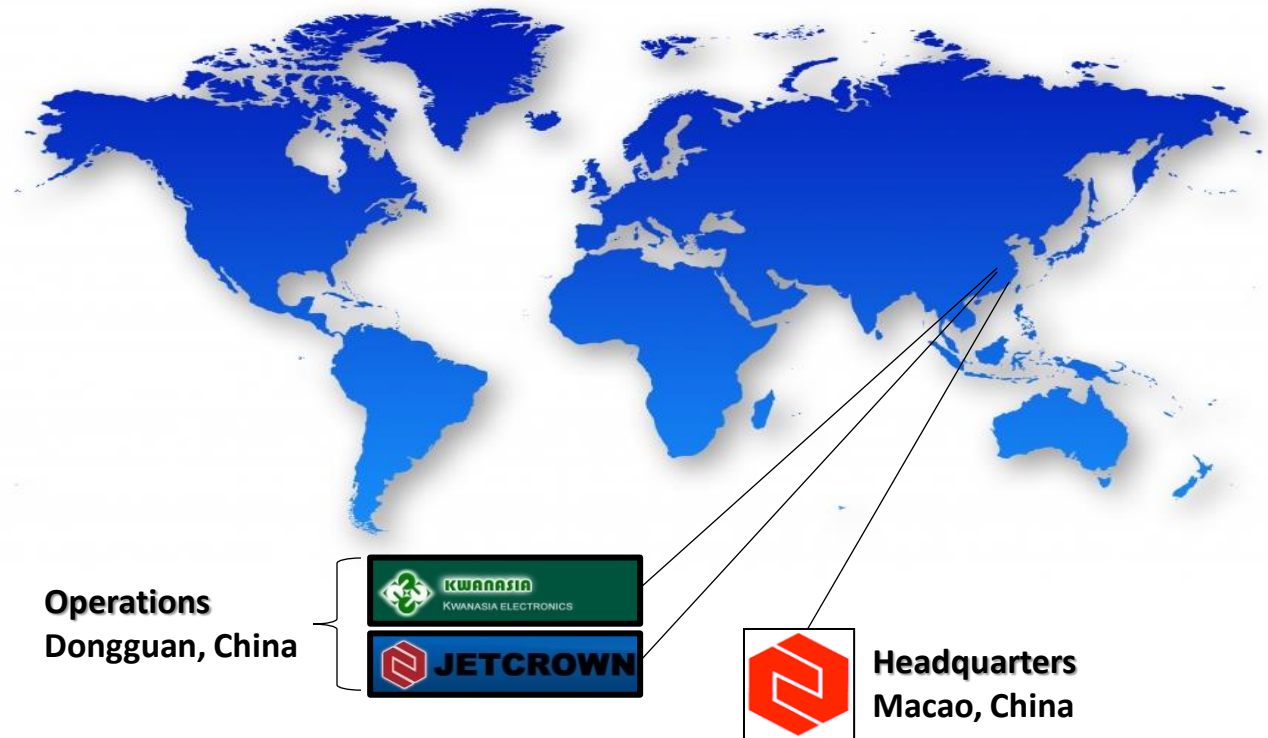 Operations
Dongguan, China
KWANASIA
KWANASIA ELECTRONICS
JETCROWN
Headquarters
Macao, China